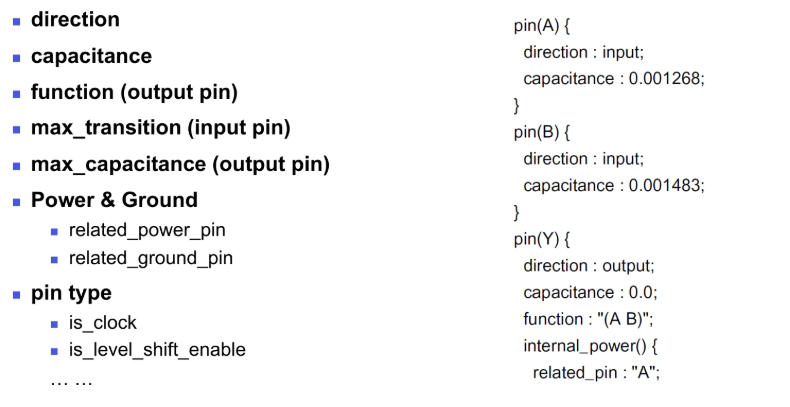 direction
capacitance
function (output pin)
max_transition (input pin)
max_capacitance (output pin)
Power & Ground
related_power_pin
related_ground_pin
pin type
is_clock
is_level_shift_enable
... ...
pin(A) {
direction : input;
capacitance : 0.001268;
}
pin(B) {
direction : input;
capacitance : 0.001483;
}
pin(Y) {
direction : output;
capacitance : 0.0;
function : "(A B)";
internal_power() {
related_pin : "A";